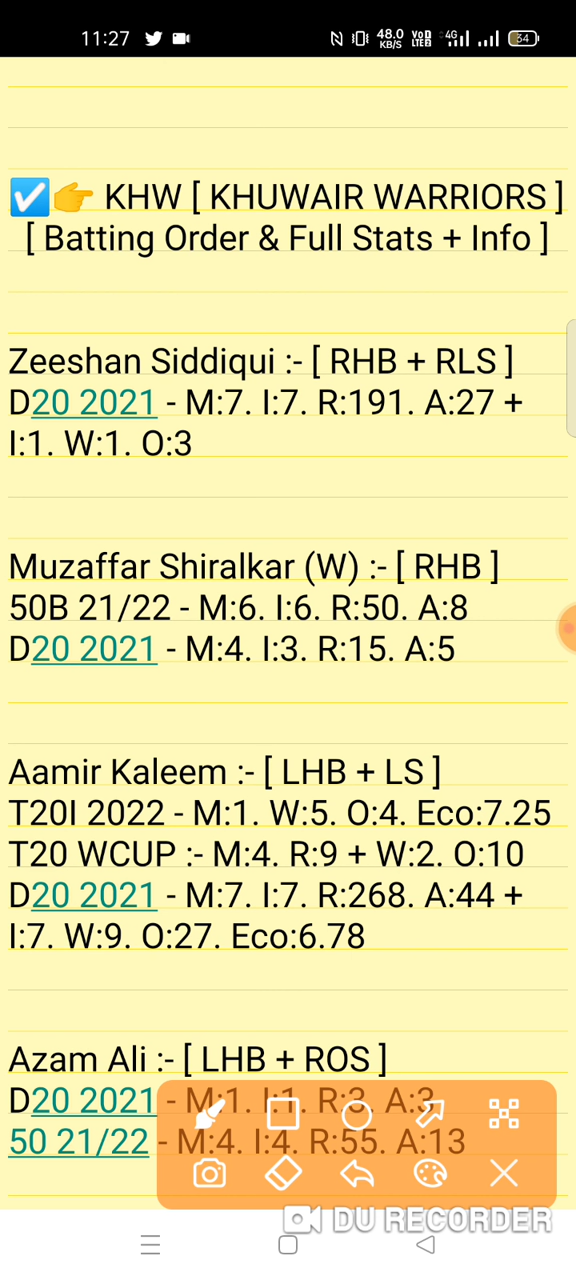 11:27
48.0 KB/S
VoD LTE2
4G
34
KHW [ KHUWAIR WARRIORS ]
[ Batting Order & Full Stats + Info ]
Zeeshan Siddiqui :- [ RHB + RLS ]
D20 2021 - M:7. I:7. R:191. A:27 +
I:1. W:1. O:3
Muzaffar Shiralkar (W) :- [ RHB ]
50B 21/22 - M:6. I:6. R:50. A:8
D20 2021 - M:4. I:3. R:15. A:5
Aamir Kaleem :- [ LHB + LS ]
T20I 2022 - M:1. W:5. O:4. Eco:7.25
T20 WCUP :- M:4. R:9 + W:2. O:10
D20 2021 - M:7. I:7. R:268. A:44 +
I:7. W:9. O:27. Eco:6.78
Azam Ali :- [ LHB + ROS ]
D20 2021 - M:1. I:1. R:3. A:3
50 21/22 - M:4. I:4. R:55. A:13
DU RECORDER